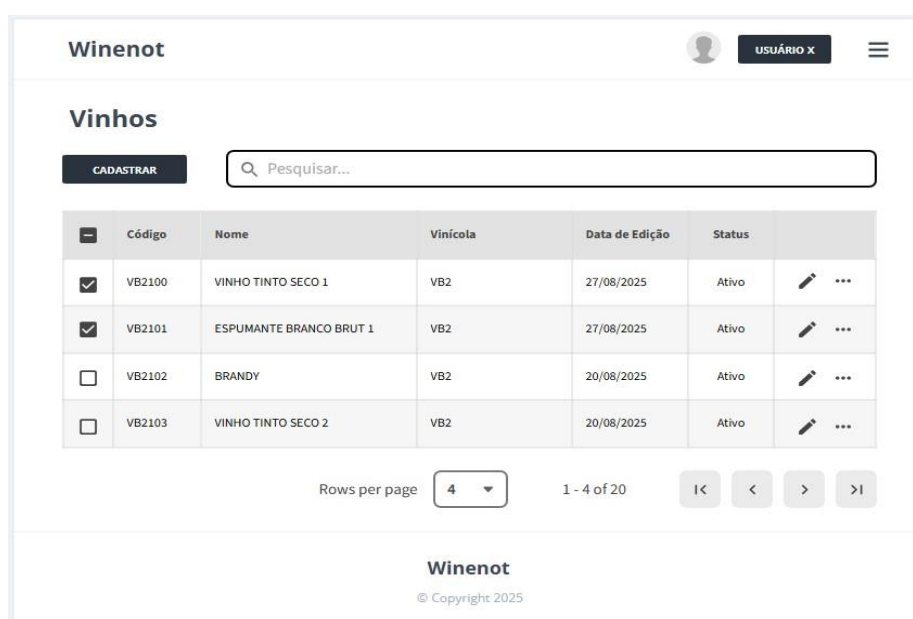 Winenot
USUÁRIO X
Vinhos
CADASTRAR
Pesquisar...
Código Nome Vinícola Data de Edição Status
VB2100 VINHO TINTO SECO 1 VB2 27/08/2025 Ativo
VB2101 ESPUMANTE BRANCO BRUT 1 VB2 27/08/2025 Ativo
VB2102 BRANDY VB2 20/08/2025 Ativo
VB2103 VINHO TINTO SECO 2 VB2 20/08/2025 Ativo
Rows per page 4 1 - 4 of 20
Winenot
© Copyright 2025